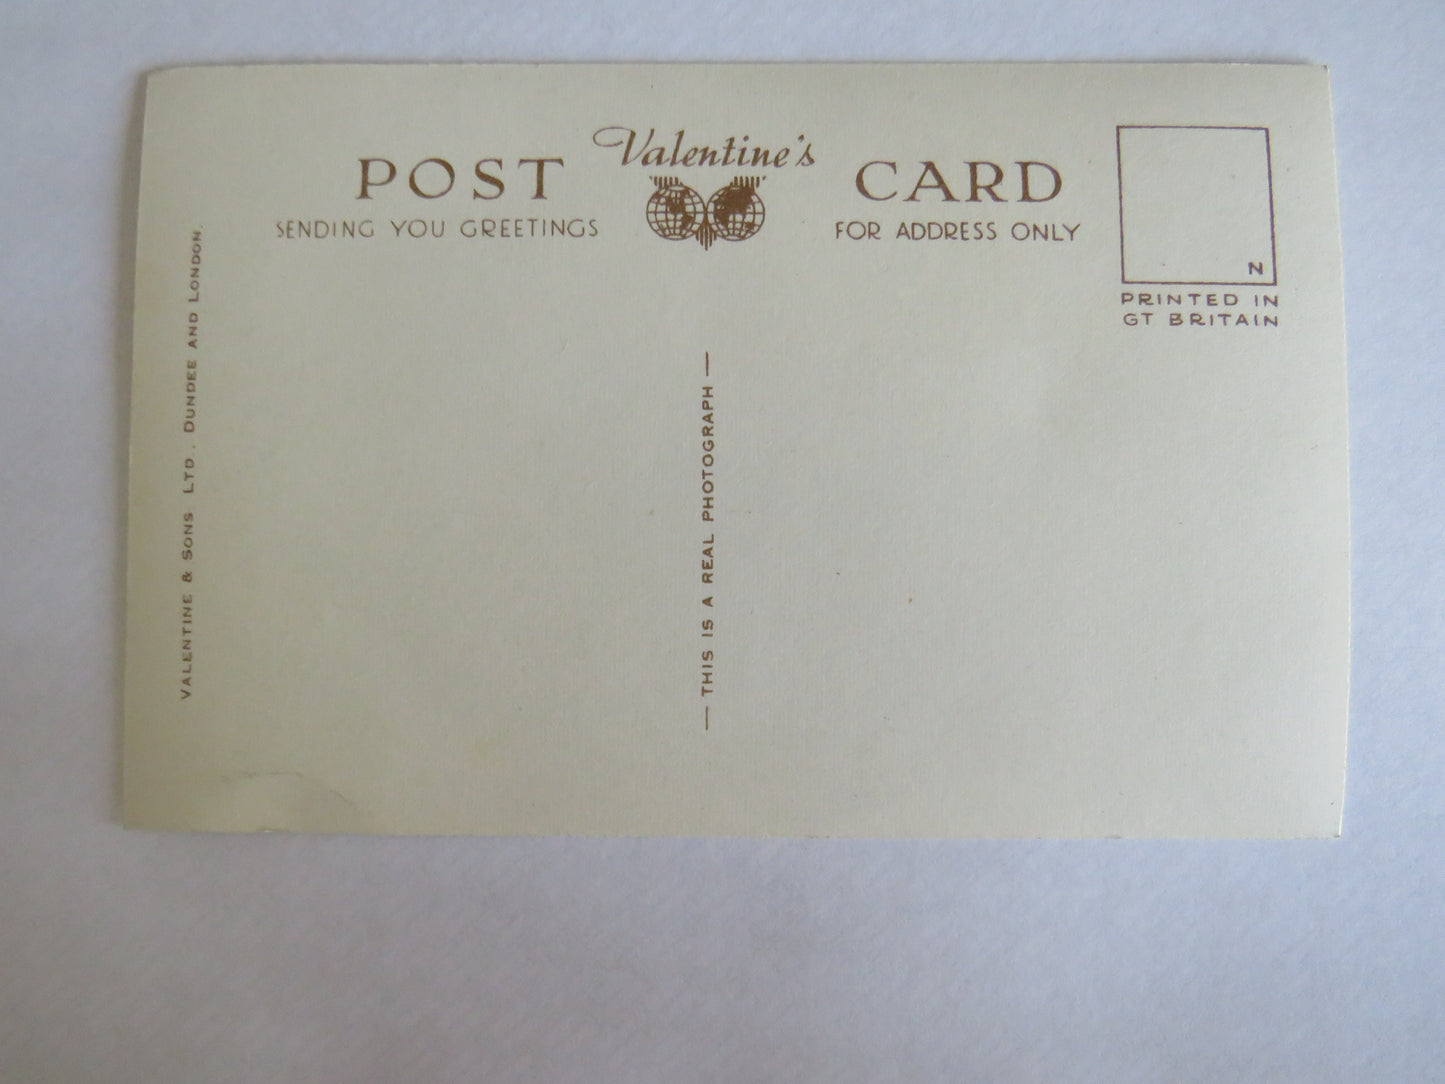 POST Valentine's CARD
SENDING YOU GREETINGS
FOR ADDRESS ONLY
N
PRINTED IN
GT BRITAIN
VALENTINE & SONS LTD. DUNDEE AND LONDON.
— THIS IS A REAL PHOTOGRAPH —